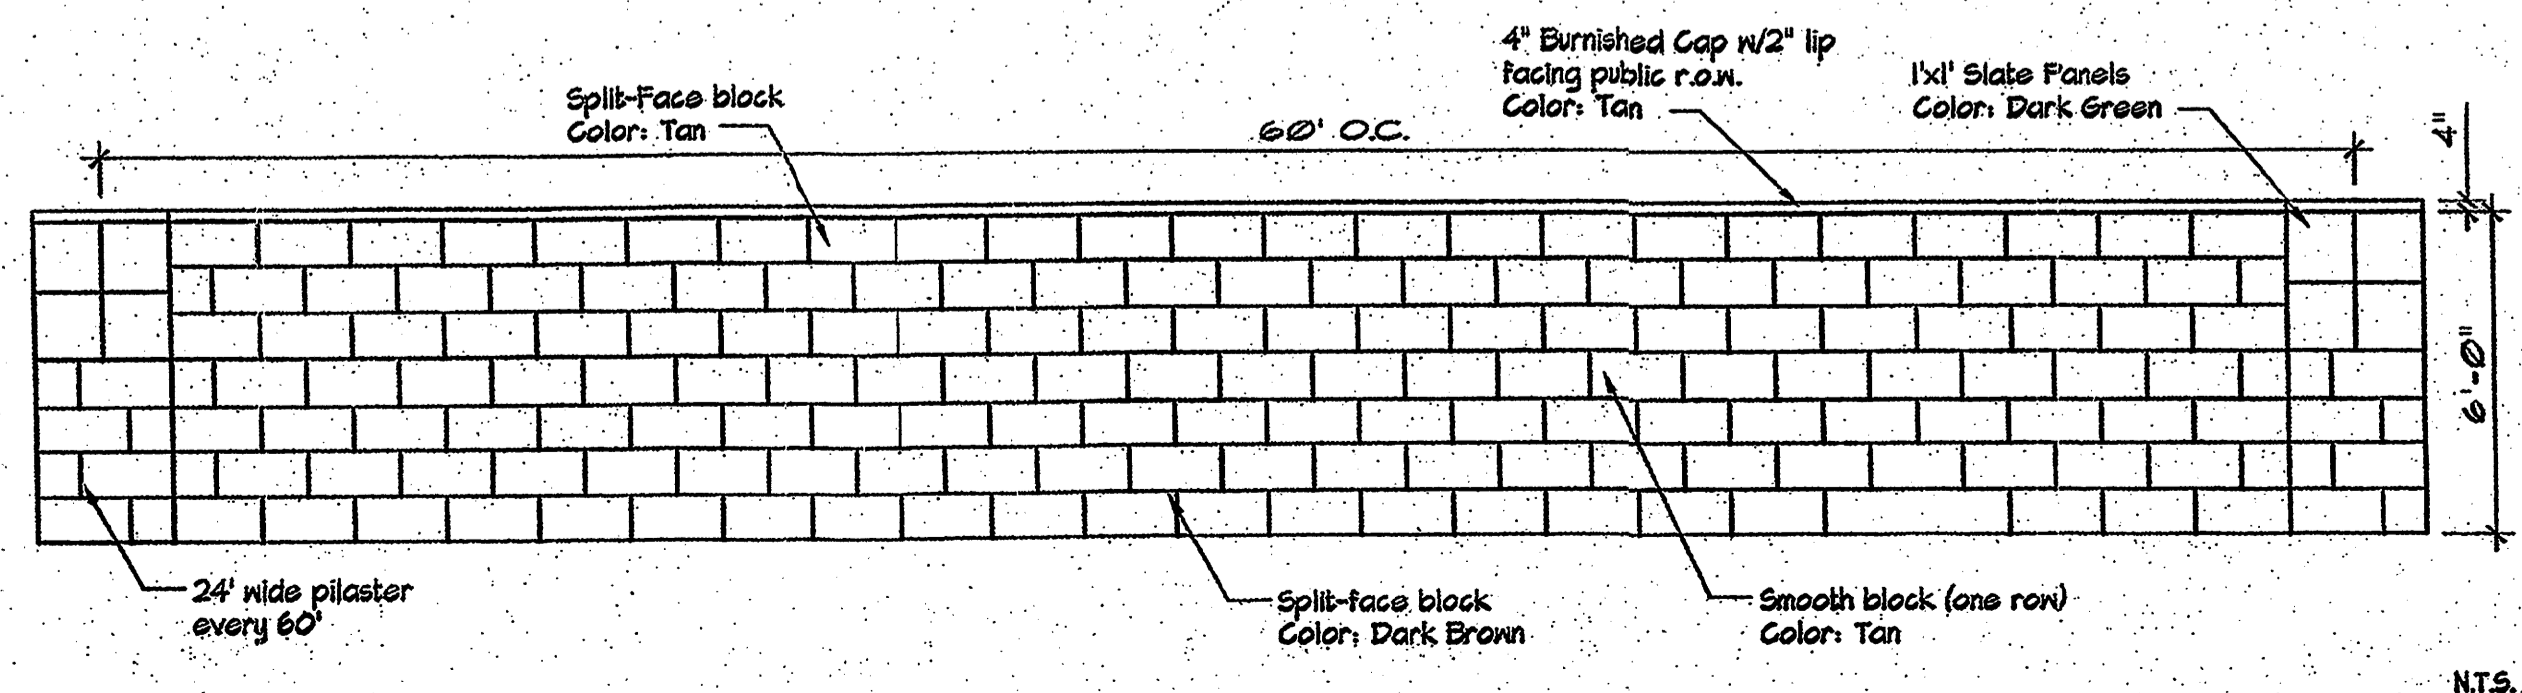 4" Burnished Cap w/2" lip
facing public r.o.w.
Color: Tan
1'x1' Slate Panels
Color: Dark Green
Split-Face block
Color: Tan
60' O.C.
4"
6'-0"
24' wide pilaster
every 60'
Split-face block
Color: Dark Brown
Smooth block (one row)
Color: Tan
N.T.S.